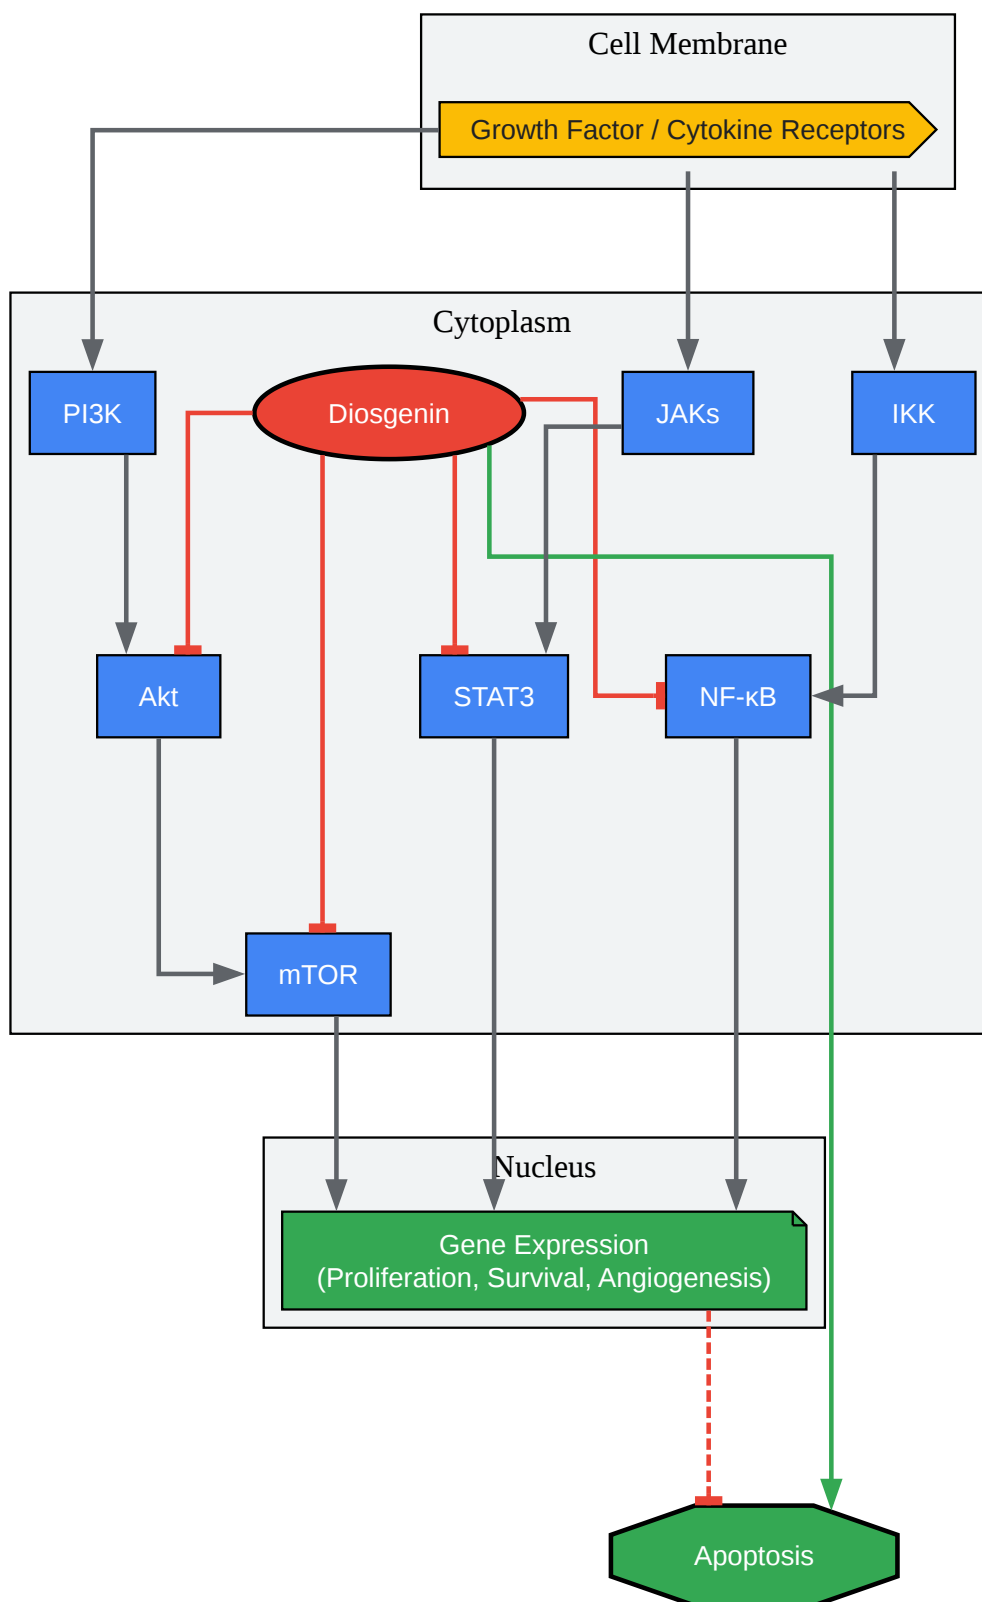 Cell Membrane
Growth Factor / Cytokine Receptors
Cytoplasm
PI3K
Diosgenin
JAKs
IKK
Akt
STAT3
NF-κB
mTOR
Nucleus
Gene Expression
(Proliferation, Survival, Angiogenesis)
Apoptosis